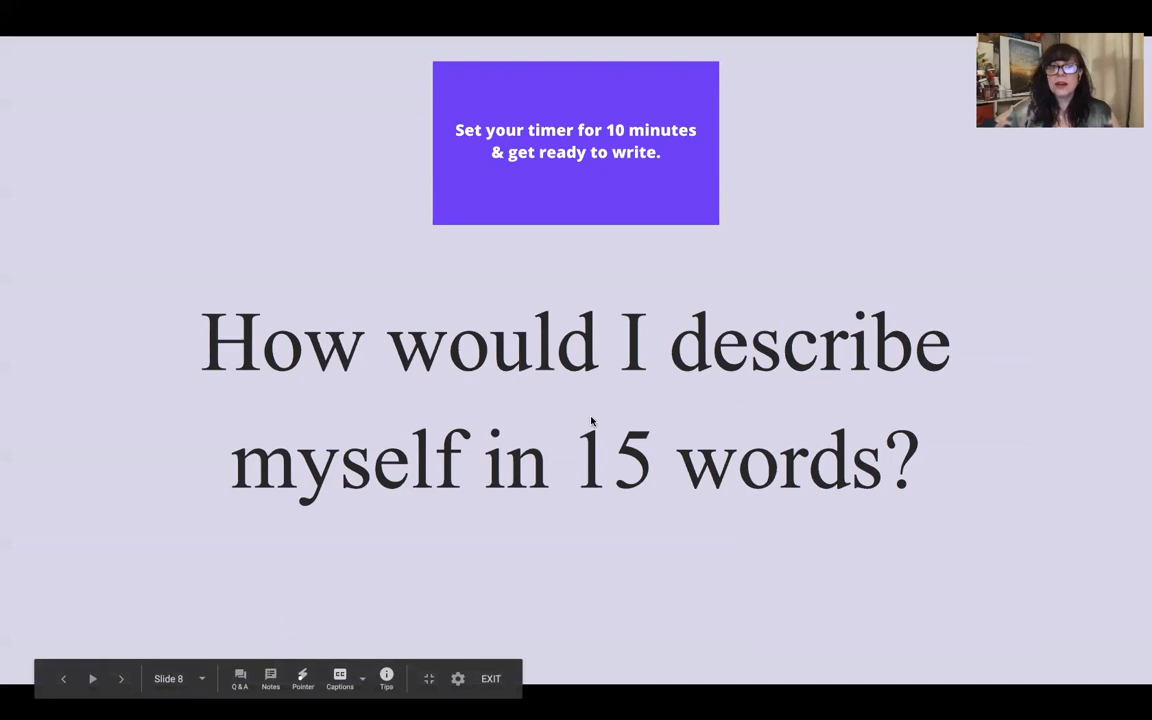 Set your timer for 10 minutes
& get ready to write.
How would I describe
myself in 15 words?
Slide 8
Q & A
Notes
Pointer
CC
Captions
Tips
EXIT